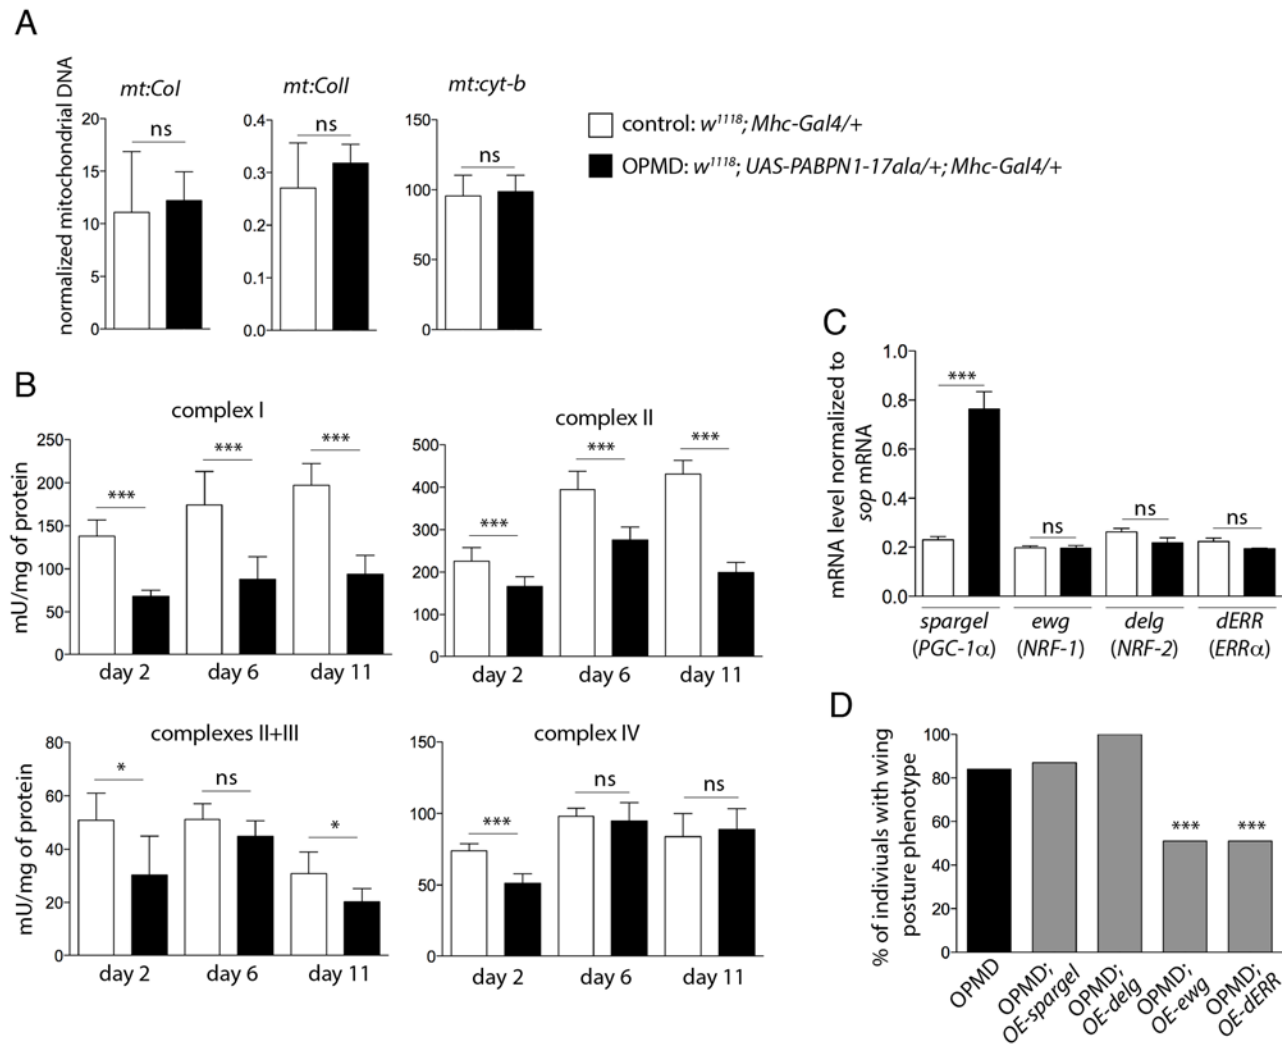 A
normalized mitochondrial DNA
mt:CoI
20
15
10
5
0
ns
mt:CoII
0.4
0.3
0.2
0.1
0.0
ns
mt:cyt-b
150
100
50
0
ns
control: w1118; Mhc-Gal4/+
OPMD: w1118; UAS-PABPN1-17ala/+; Mhc-Gal4/+
B
mU/mg of protein
complex I
250
200
150
100
50
0
***
***
***
day 2
day 6
day 11
complex II
500
400
300
200
100
0
***
***
***
day 2
day 6
day 11
mU/mg of protein
complexes II+III
80
60
40
20
0
*
ns
*
day 2
day 6
day 11
complex IV
150
100
50
0
***
ns
ns
day 2
day 6
day 11
C
mRNA level normalized to
sop mRNA
1.0
0.8
0.6
0.4
0.2
0.0
***
ns
ns
ns
spargel
(PGC-1α)
ewg
(NRF-1)
delg
(NRF-2)
dERR
(ERRα)
D
% of indiviuals with wing
posture phenotype
100
80
60
40
20
0
***
***
OPMD
OPMD;
OE-spargel
OPMD;
OE-delg
OPMD;
OE-ewg
OPMD;
OE-dERR